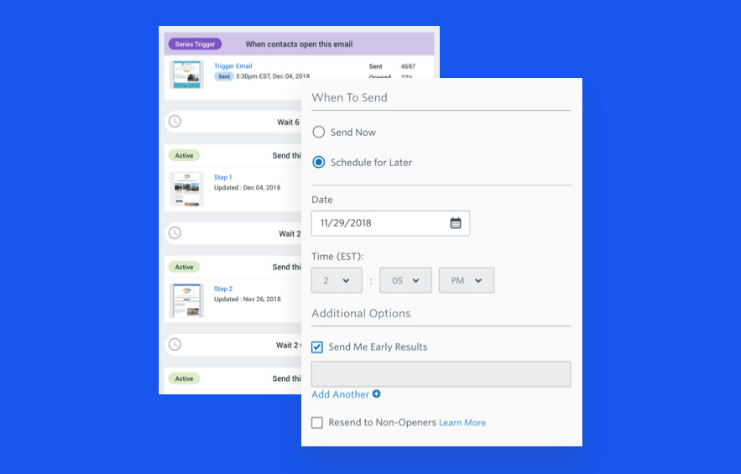 Series Trigger When contacts open this email
Trigger Email
Sent 3:30pm EST, Dec 04, 2018
Sent 4697
Opened
Wait 6
Active Send thi
Step 1
Updated : Dec 04, 2018
Wait 2
Active Send thi
Step 2
Updated : Nov 26, 2018
Wait 2
Active Send thi
When To Send
Send Now
Schedule for Later
Date
11/29/2018
Time (EST):
2 : 05 PM
Additional Options
Send Me Early Results
Add Another
Resend to Non-Openers Learn More